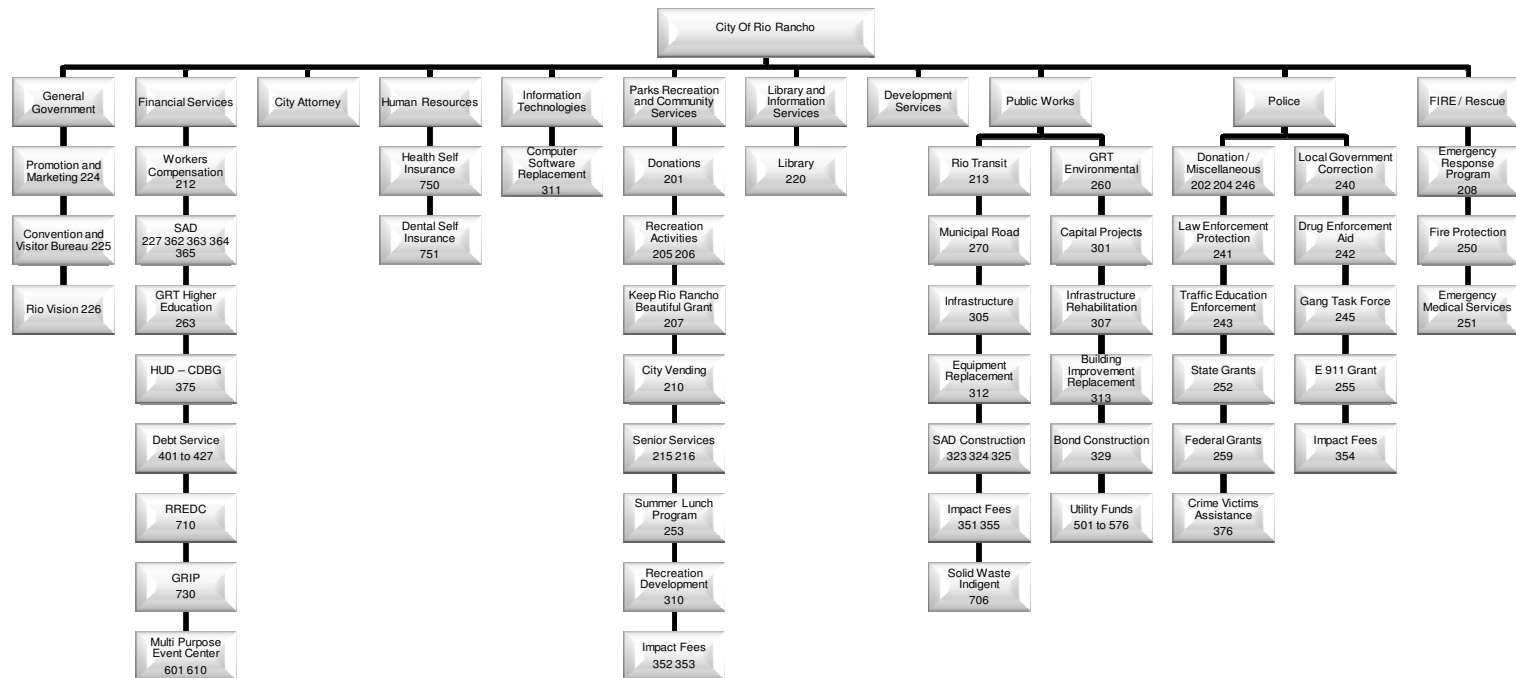 City Of Rio Rancho
General
Government
Financial Services
City Attorney
Human Resources
Information
Technologies
Parks Recreation
and Community
Services
Library and
Information
Services
Development
Services
Public Works
Police
FIRE / Rescue
Promotion and
Marketing 224
Convention and
Visitor Bureau 225
Rio Vision 226
Workers
Compensation
212
SAD
227 362 363 364
365
GRT Higher
Education
263
HUD – CDBG
375
Debt Service
401 to 427
RREDC
710
GRIP
730
Multi Purpose
Event Center
601 610
Health Self
Insurance
750
Dental Self
Insurance
751
Computer
Software
Replacement
311
Donations
201
Recreation
Activities
205 206
Keep Rio Rancho
Beautiful Grant
207
City Vending
210
Senior Services
215 216
Summer Lunch
Program
253
Recreation
Development
310
Impact Fees
352 353
Library
220
Rio Transit
213
Municipal Road
270
Infrastructure
305
Equipment
Replacement
312
SAD Construction
323 324 325
Impact Fees
351 355
Solid Waste
Indigent
706
GRT
Environmental
260
Capital Projects
301
Infrastructure
Rehabilitation
307
Building
Improvement
Replacement
313
Bond Construction
329
Utility Funds
501 to 576
Donation /
Miscellaneous
202 204 246
Law Enforcement
Protection
241
Traffic Education
Enforcement
243
State Grants
252
Federal Grants
259
Crime Victims
Assistance
376
Local Government
Correction
240
Drug Enforcement
Aid
242
Gang Task Force
245
E 911 Grant
255
Impact Fees
354
Emergency
Response
Program
208
Fire Protection
250
Emergency
Medical Services
251